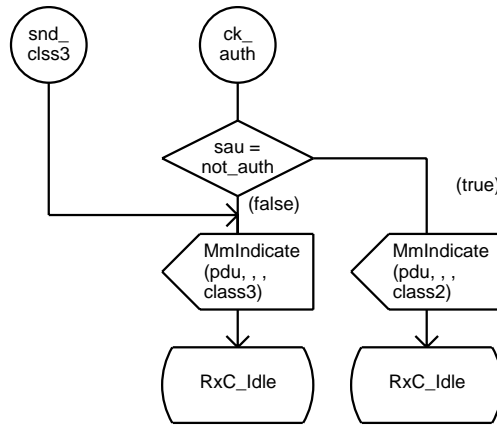 snd_
clss3
ck_
auth
sau =
not_auth
(true)
(false)
MmIndicate
(pdu, , ,
class3)
MmIndicate
(pdu, , ,
class2)
RxC_Idle
RxC_Idle